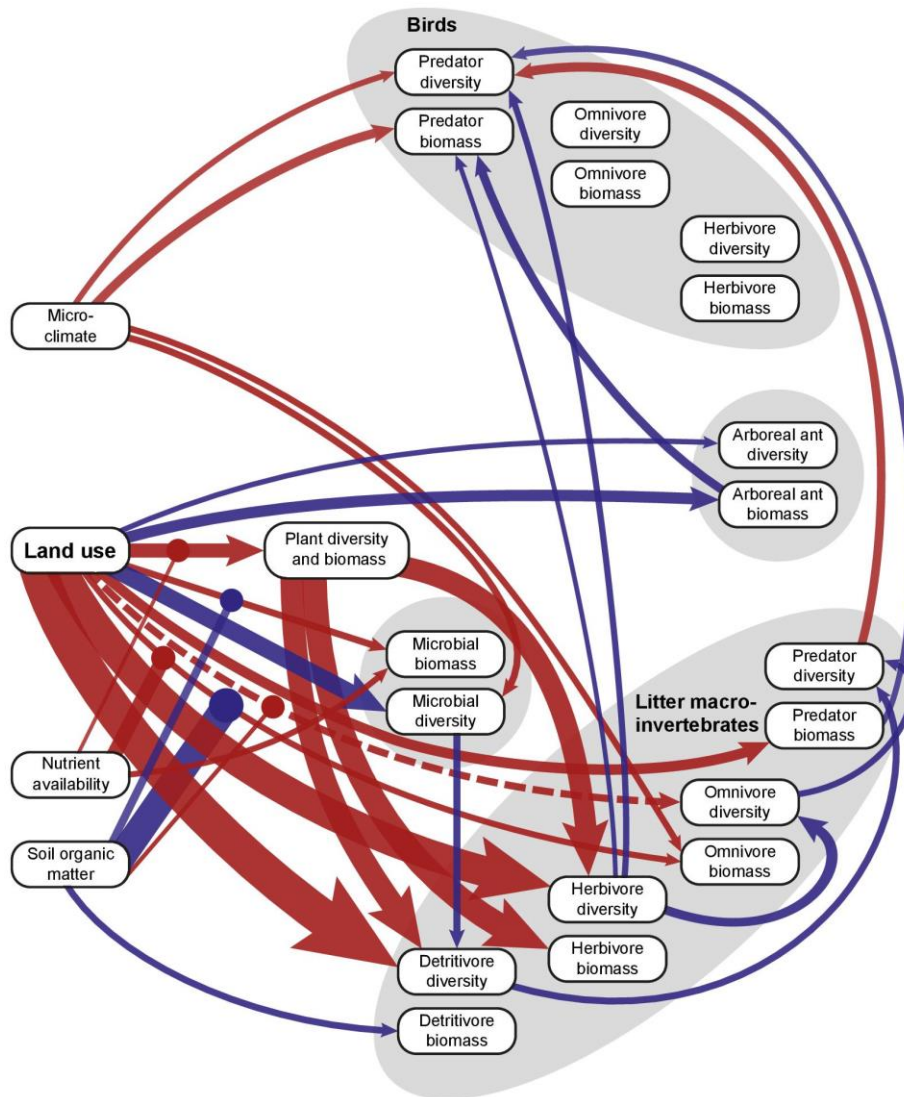 Birds
Predator
diversity
Predator
biomass
Omnivore
diversity
Omnivore
biomass
Herbivore
diversity
Herbivore
biomass
Micro-
climate
Arboreal ant
diversity
Arboreal ant
biomass
Land use
Plant diversity
and biomass
Microbial
biomass
Microbial
diversity
Nutrient
availability
Soil organic
matter
Litter macro-
invertebrates
Predator
diversity
Predator
biomass
Omnivore
diversity
Omnivore
biomass
Herbivore
diversity
Herbivore
biomass
Detritivore
diversity
Detritivore
biomass